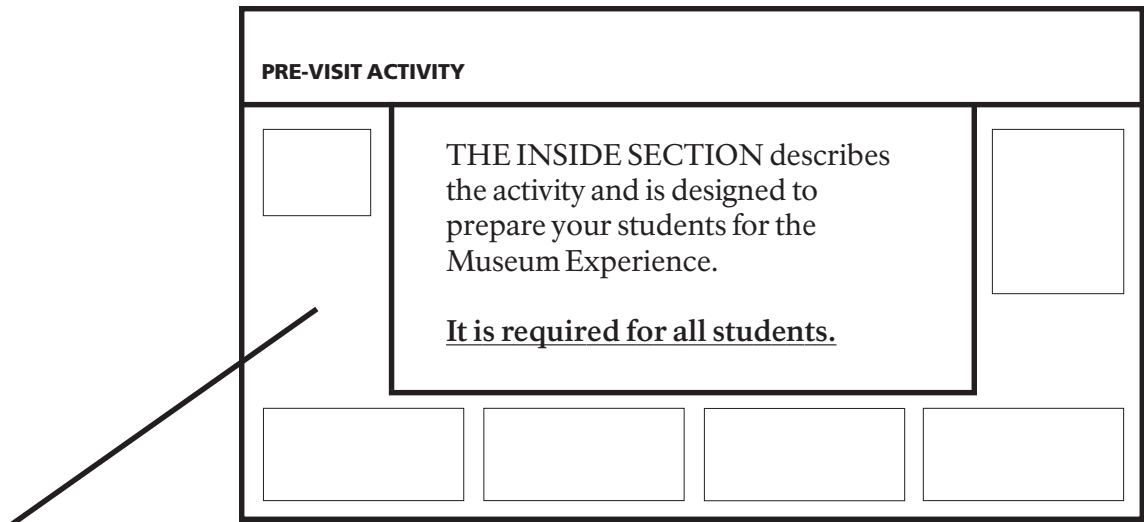 PRE-VISIT ACTIVITY
THE INSIDE SECTION describes
the activity and is designed to
prepare your students for the
Museum Experience.
It is required for all students.